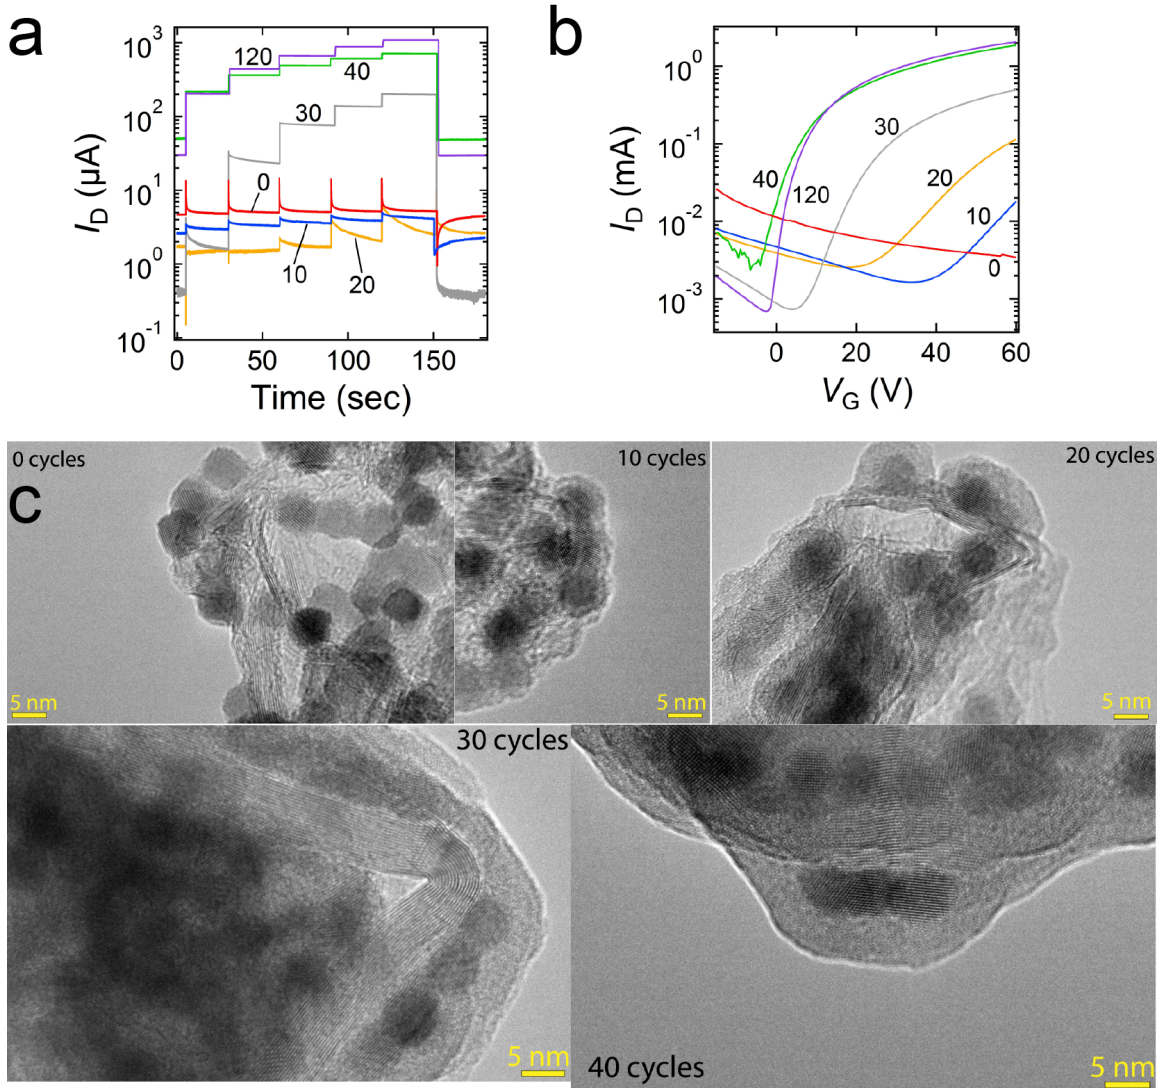 a
10³
10²
10¹
10⁰
10⁻¹
I_D (µA)
120
40
30
0
10
20
0 50 100 150
Time (sec)
b
10⁰
10⁻¹
10⁻²
10⁻³
I_D (mA)
40
120
30
20
10
0
0 20 40 60
V_G (V)
c
0 cycles
5 nm
10 cycles
5 nm
20 cycles
5 nm
30 cycles
5 nm
40 cycles
5 nm